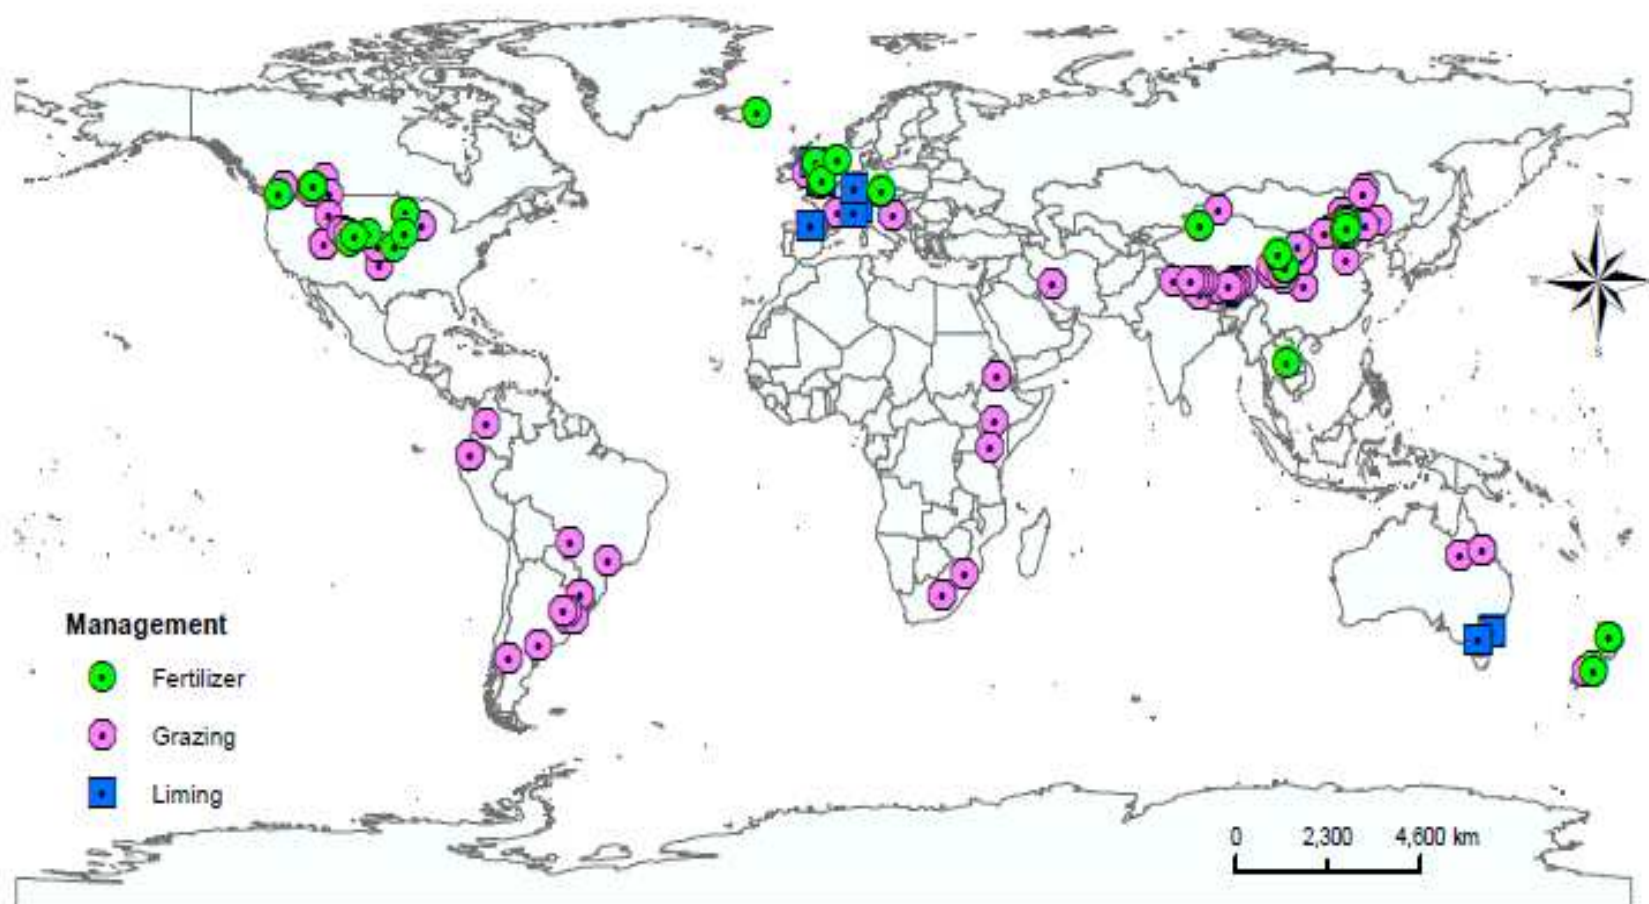 Management
Fertilizer
Grazing
Liming
0 2,300 4,600 km